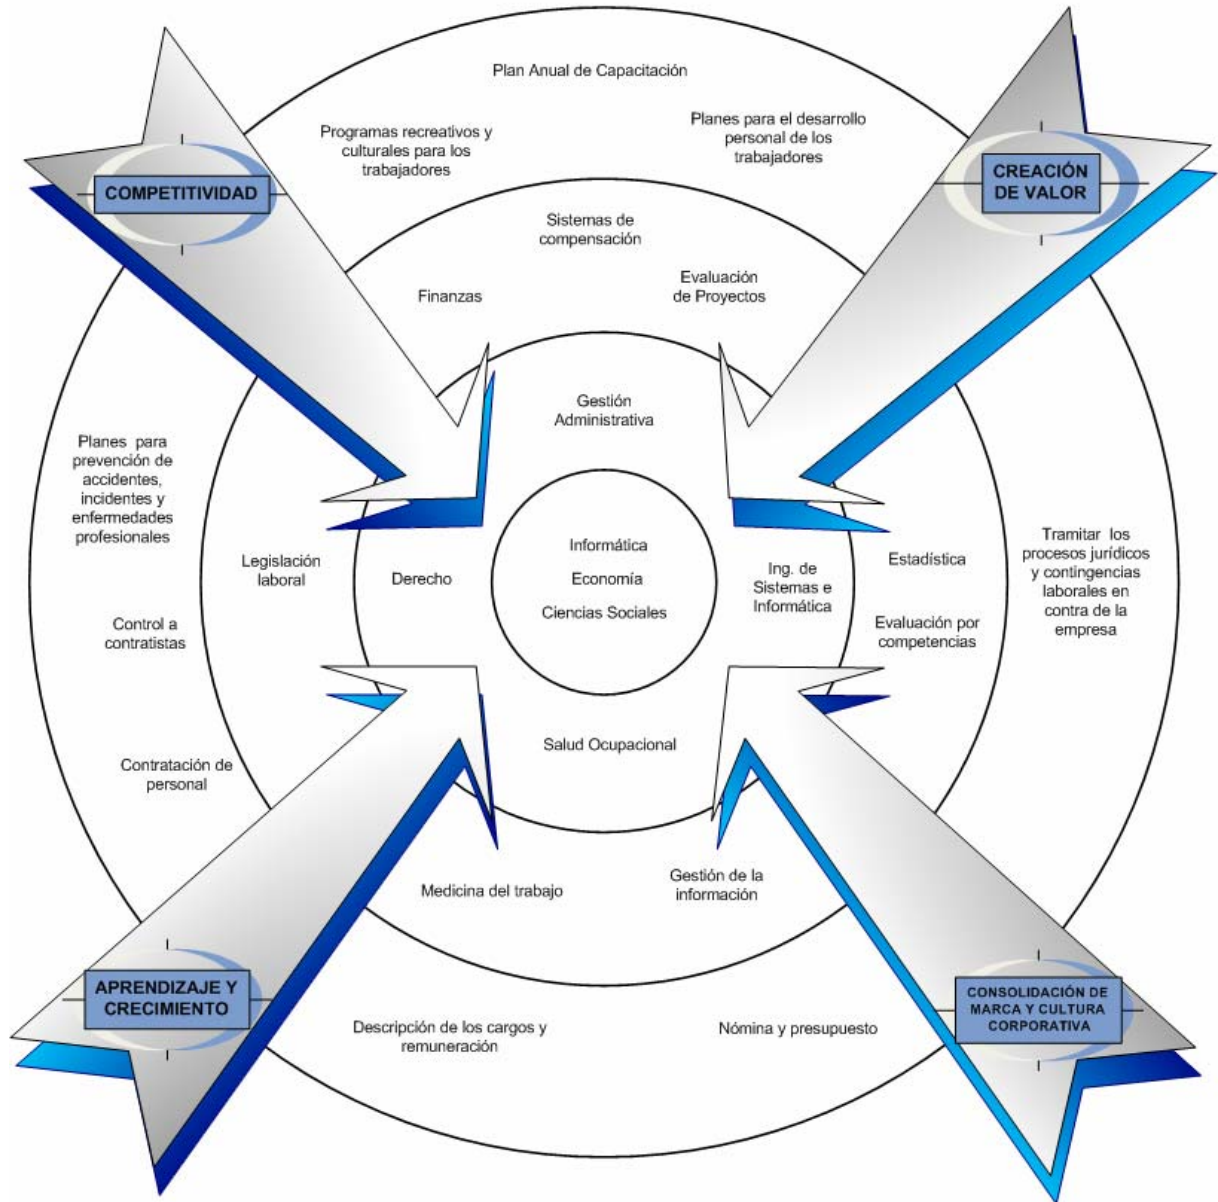 Plan Anual de Capacitación
Programas recreativos y
culturales para los
trabajadores
Planes para el desarrollo
personal de los
trabajadores
COMPETITIVIDAD
CREACIÓN
DE VALOR
Sistemas de
compensación
Finanzas
Evaluación
de Proyectos
Gestión
Administrativa
Planes para
prevención de
accidentes,
incidentes y
enfermedades
profesionales
Legislación
laboral
Derecho
Informática
Economía
Ciencias Sociales
Ing. de
Sistemas e
Informática
Estadística
Evaluación por
competencias
Tramitar los
procesos jurídicos
y contingencias
laborales en
contra de la
empresa
Control a
contratistas
Contratación de
personal
Salud Ocupacional
Medicina del trabajo
Gestión de la
información
APRENDIZAJE Y
CRECIMIENTO
CONSOLIDACIÓN DE
MARCA Y CULTURA
CORPORATIVA
Descripción de los cargos y
remuneración
Nómina y presupuesto